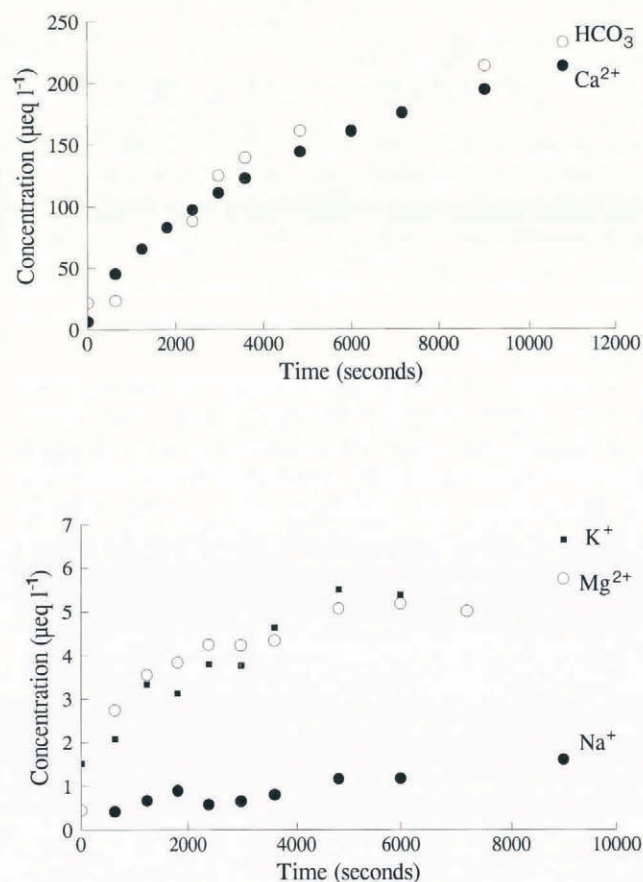 Concentration (μeq l⁻¹)
250
200
150
100
50
0
HCO₃⁻
Ca²⁺
0 2000 4000 6000 8000 10000 12000
Time (seconds)
Concentration (μeq l⁻¹)
7
6
5
4
3
2
1
0
K⁺
Mg²⁺
Na⁺
0 2000 4000 6000 8000 10000
Time (seconds)